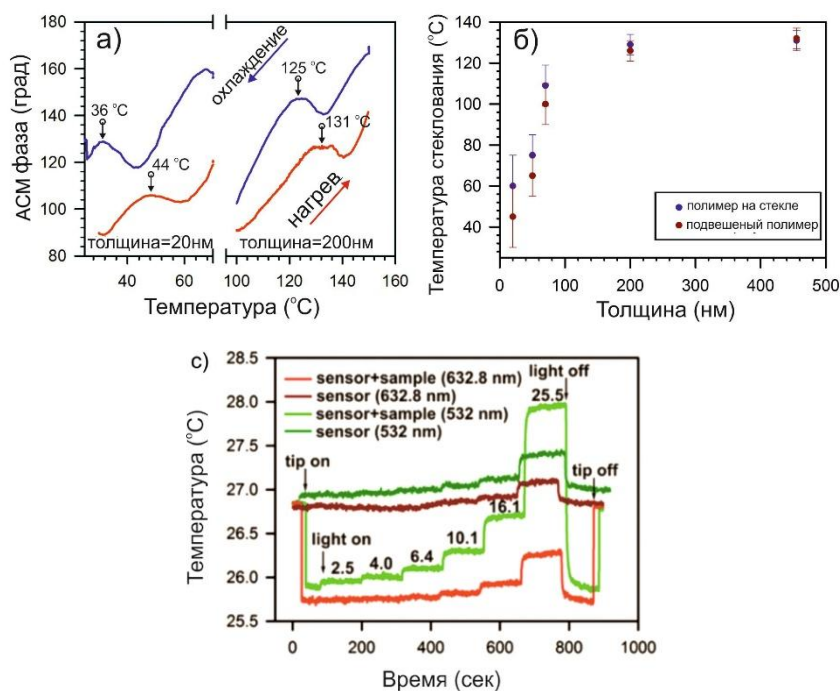 а)
АСМ фаза (град)
180
160
140
120
100
80
охлаждение
нагрев
36 °C
44 °C
125 °C
131 °C
толщина=20нм
толщина=200нм
40
60
100
120
140
160
Температура (°C)
б)
Температура стеклования (°C)
140
120
100
80
60
40
полимер на стекле
подвешеный полимер
0
100
200
300
400
500
Толщина (нм)
с)
Температура (°C)
28.5
28.0
27.5
27.0
26.5
26.0
25.5
sensor+sample (632.8 nm)
sensor (632.8 nm)
sensor+sample (532 nm)
sensor (532 nm)
light off
25.5
tip on
tip off
16.1
light on
10.1
6.4
4.0
2.5
0
200
400
600
800
1000
Время (сек)